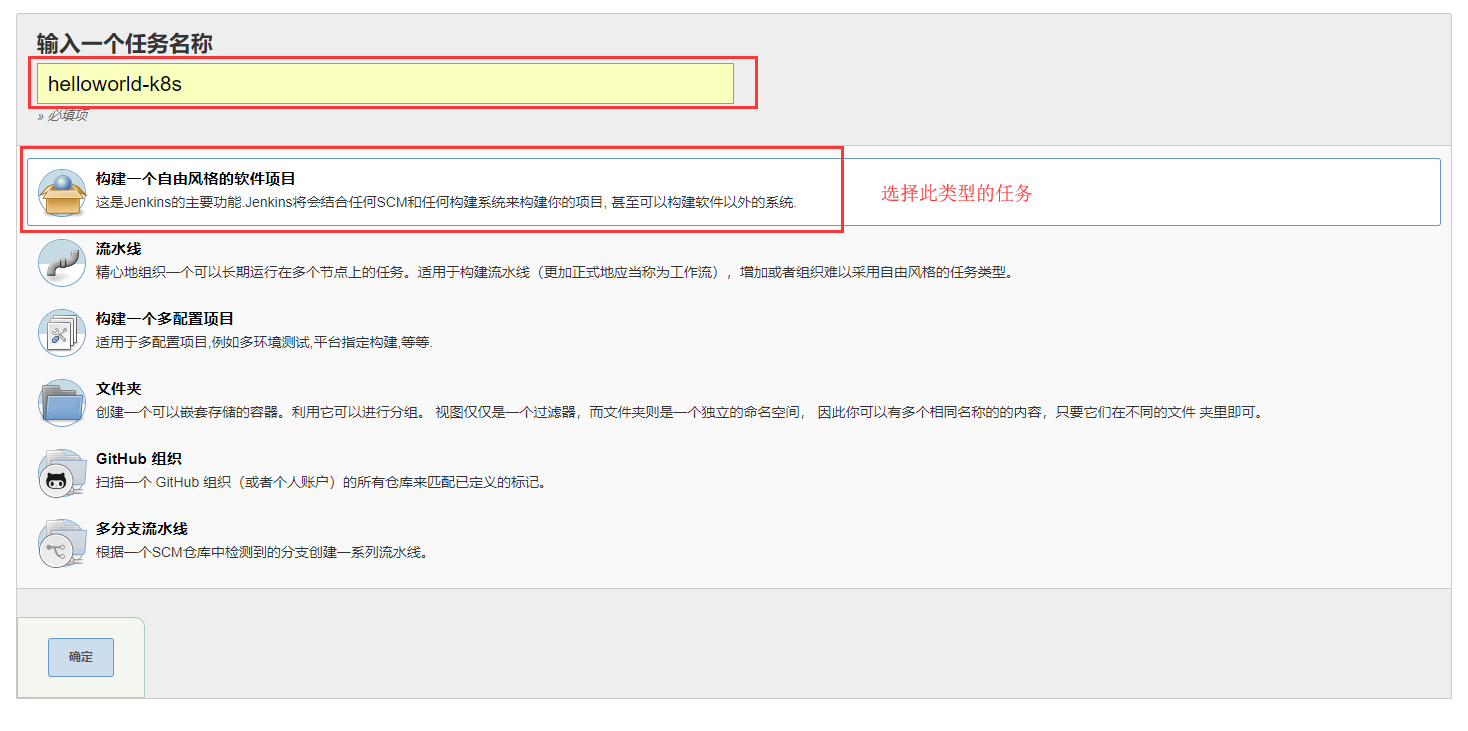 输入一个任务名称
helloworld-k8s
» 必填项
构建一个自由风格的软件项目
这是Jenkins的主要功能.Jenkins将会结合任何SCM和任何构建系统来构建你的项目, 甚至可以构建软件以外的系统.
选择此类型的任务
流水线
精心地组织一个可以长期运行在多个节点上的任务。适用于构建流水线（更加正式地应当称为工作流），增加或者组织难以采用自由风格的任务类型。
构建一个多配置项目
适用于多配置项目,例如多环境测试,平台指定构建,等等.
文件夹
创建一个可以嵌套存储的容器。利用它可以进行分组。 视图仅仅是一个过滤器，而文件夹则是一个独立的命名空间， 因此你可以有多个相同名称的的内容，只要它们在不同的文件 夹里即可。
GitHub 组织
扫描一个 GitHub 组织（或者个人账户）的所有仓库来匹配已定义的标记。
多分支流水线
根据一个SCM仓库中检测到的分支创建一系列流水线。
确定